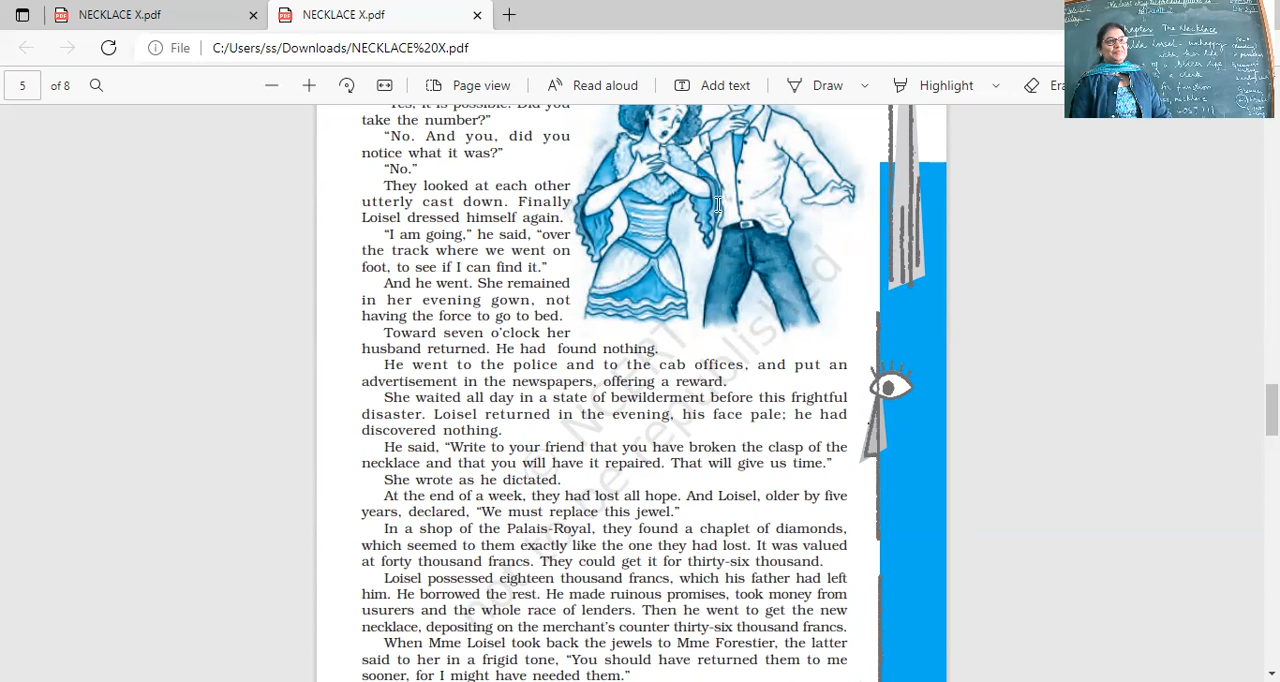 NECKLACE X.pdf
NECKLACE X.pdf
File
C:/Users/ss/Downloads/NECKLACE%20X.pdf
5 of 8
Page view
Read aloud
Add text
Draw
Highlight
Chapter The Necklace
"Yes, it is possible. Did you
take the number?"
"No. And you, did you
notice what it was?"
"No."
They looked at each other
utterly cast down. Finally
Loisel dressed himself again.
"I am going," he said, "over
the track where we went on
foot, to see if I can find it."
And he went. She remained
in her evening gown, not
having the force to go to bed.
Toward seven o'clock her
husband returned. He had found nothing.
He went to the police and to the cab offices, and put an
advertisement in the newspapers, offering a reward.
She waited all day in a state of bewilderment before this frightful
disaster. Loisel returned in the evening, his face pale; he had
discovered nothing.
He said, "Write to your friend that you have broken the clasp of the
necklace and that you will have it repaired. That will give us time."
She wrote as he dictated.
At the end of a week, they had lost all hope. And Loisel, older by five
years, declared, "We must replace this jewel."
In a shop of the Palais-Royal, they found a chaplet of diamonds,
which seemed to them exactly like the one they had lost. It was valued
at forty thousand francs. They could get it for thirty-six thousand.
Loisel possessed eighteen thousand francs, which his father had left
him. He borrowed the rest. He made ruinous promises, took money from
usurers and the whole race of lenders. Then he went to get the new
necklace, depositing on the merchant's counter thirty-six thousand francs.
When Mme Loisel took back the jewels to Mme Forestier, the latter
said to her in a frigid tone, "You should have returned them to me
sooner, for I might have needed them."
© NCERT
not to be republished